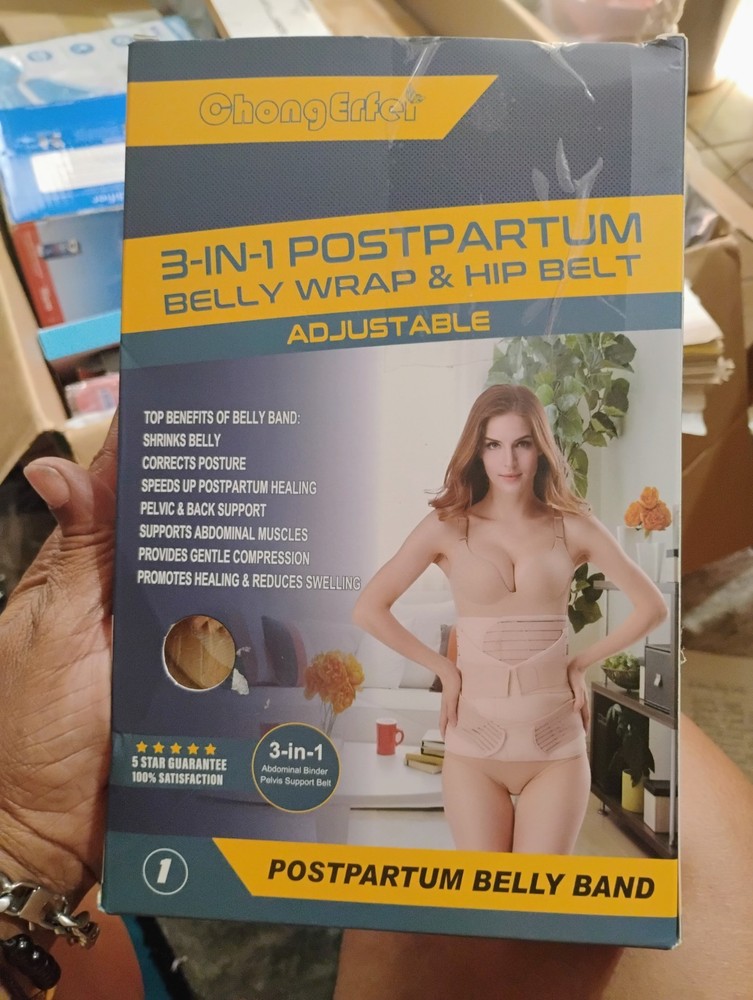 ChongErfei
3-IN-1 POSTPARTUM
BELLY WRAP & HIP BELT
ADJUSTABLE
TOP BENEFITS OF BELLY BAND:
SHRINKS BELLY
CORRECTS POSTURE
SPEEDS UP POSTPARTUM HEALING
PELVIC & BACK SUPPORT
SUPPORTS ABDOMINAL MUSCLES
PROVIDES GENTLE COMPRESSION
PROMOTES HEALING & REDUCES SWELLING
5 STAR GUARANTEE
100% SATISFACTION
3-in-1
Abdominal Binder
Pelvis Support Belt
1
POSTPARTUM BELLY BAND